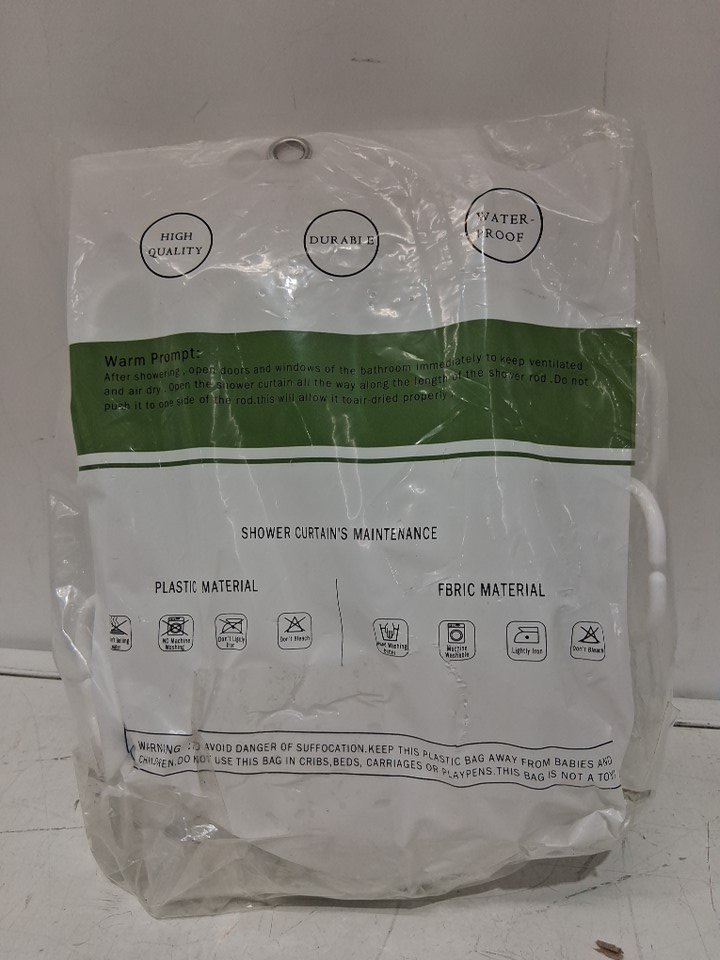 HIGH
QUALITY
DURABLE
WATER-
PROOF
Warm Prompt:
After showering , open doors and windows of the bathroom immediately to keep ventilated
and air dry . Open the shower curtain all the way along the length of the shower rod .Do not
push it to one side of the rod.this will allow it toair-dried properly .
SHOWER CURTAIN'S MAINTENANCE
PLASTIC MATERIAL
FBRIC MATERIAL
NO Machine
Washing
Don't Lightly
Iron
Don't Bleach
Washing
Machine
Washable
Lightly Iron
Don't Bleach
WARNING : TO AVOID DANGER OF SUFFOCATION.KEEP THIS PLASTIC BAG AWAY FROM BABIES AND
CHILDREN.DO NOT USE THIS BAG IN CRIBS,BEDS, CARRIAGES OR PLAYPENS.THIS BAG IS NOT A TOY!